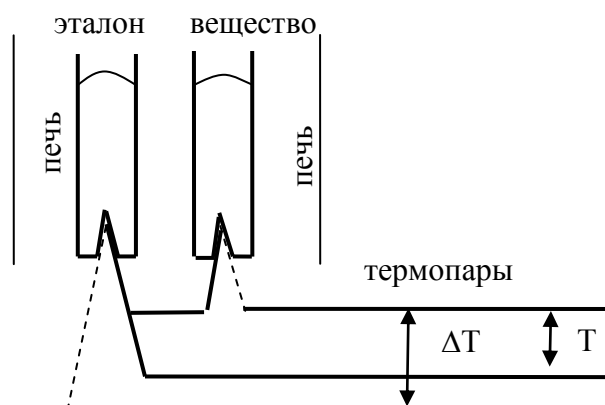 эталон вещество
печь
печь
термопары
ΔT
T